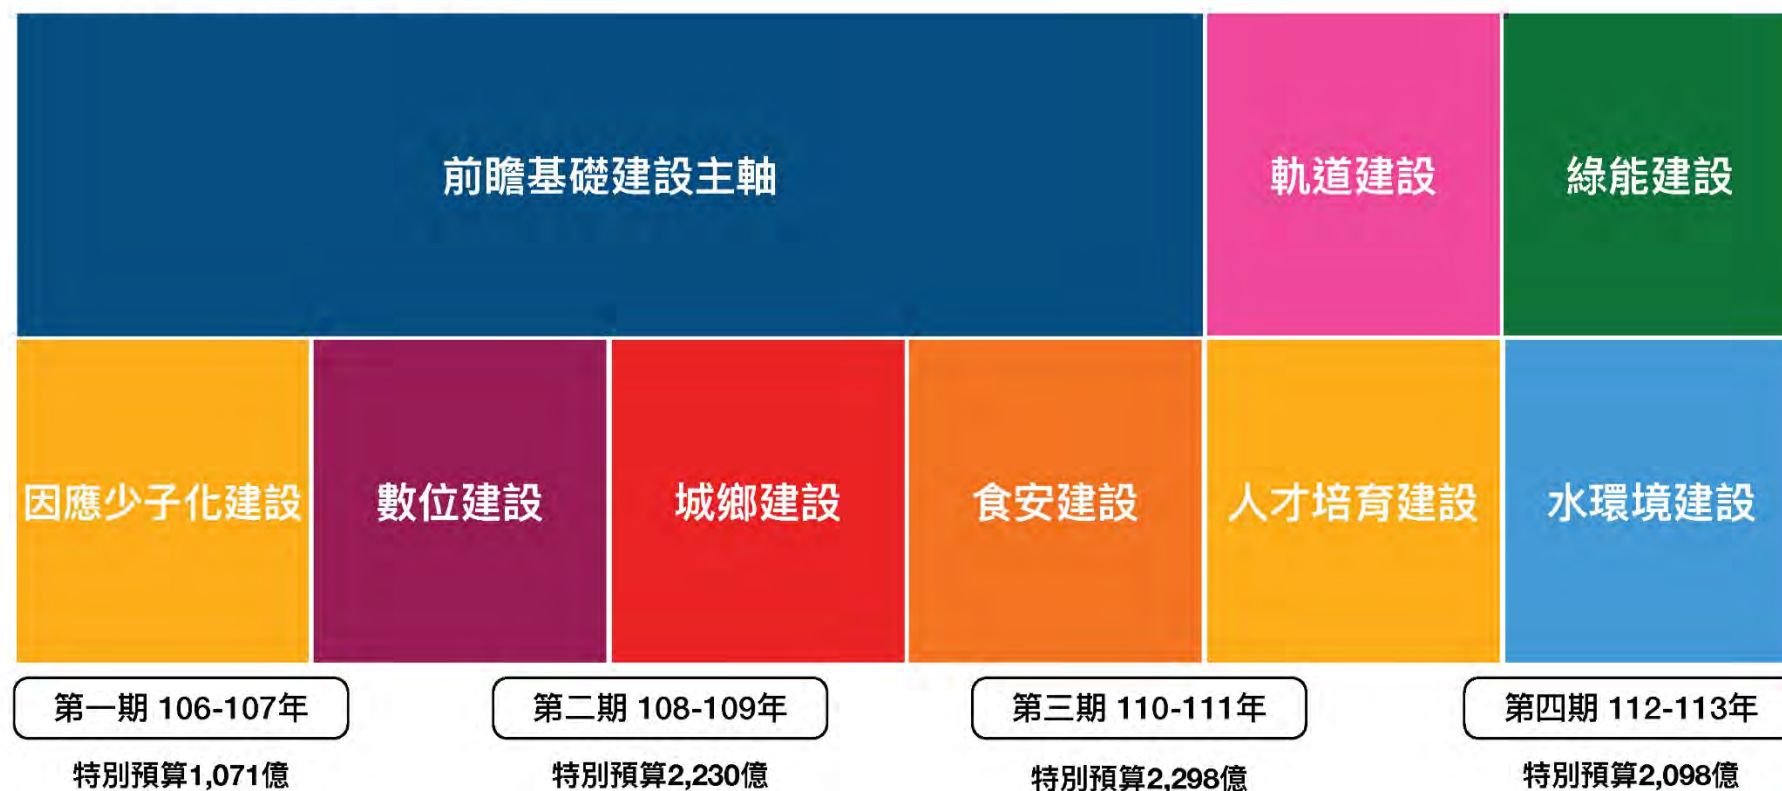 前瞻基礎建設主軸
軌道建設
綠能建設
因應少子化建設
數位建設
城鄉建設
食安建設
人才培育建設
水環境建設
第一期 106-107年
第二期 108-109年
第三期 110-111年
第四期 112-113年
特別預算1,071億
特別預算2,230億
特別預算2,298億
特別預算2,098億